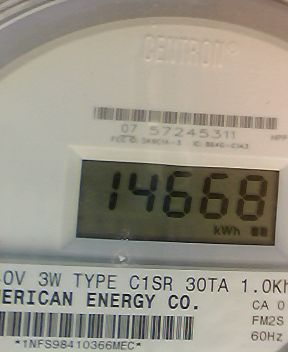 CENTRON®
07 57245311
14668
kWh
0V 3W TYPE C1SR 30TA 1.0Kh
ERICAN ENERGY CO.
CA 0
FM2S
60Hz
*1NFS98410366MEC*